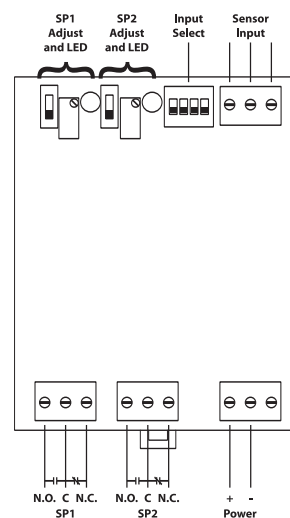 SP1
Adjust
and LED
SP2
Adjust
and LED
Input
Select
Sensor
Input
N.O. C N.C.
SP1
N.O. C N.C.
SP2
+ -
Power